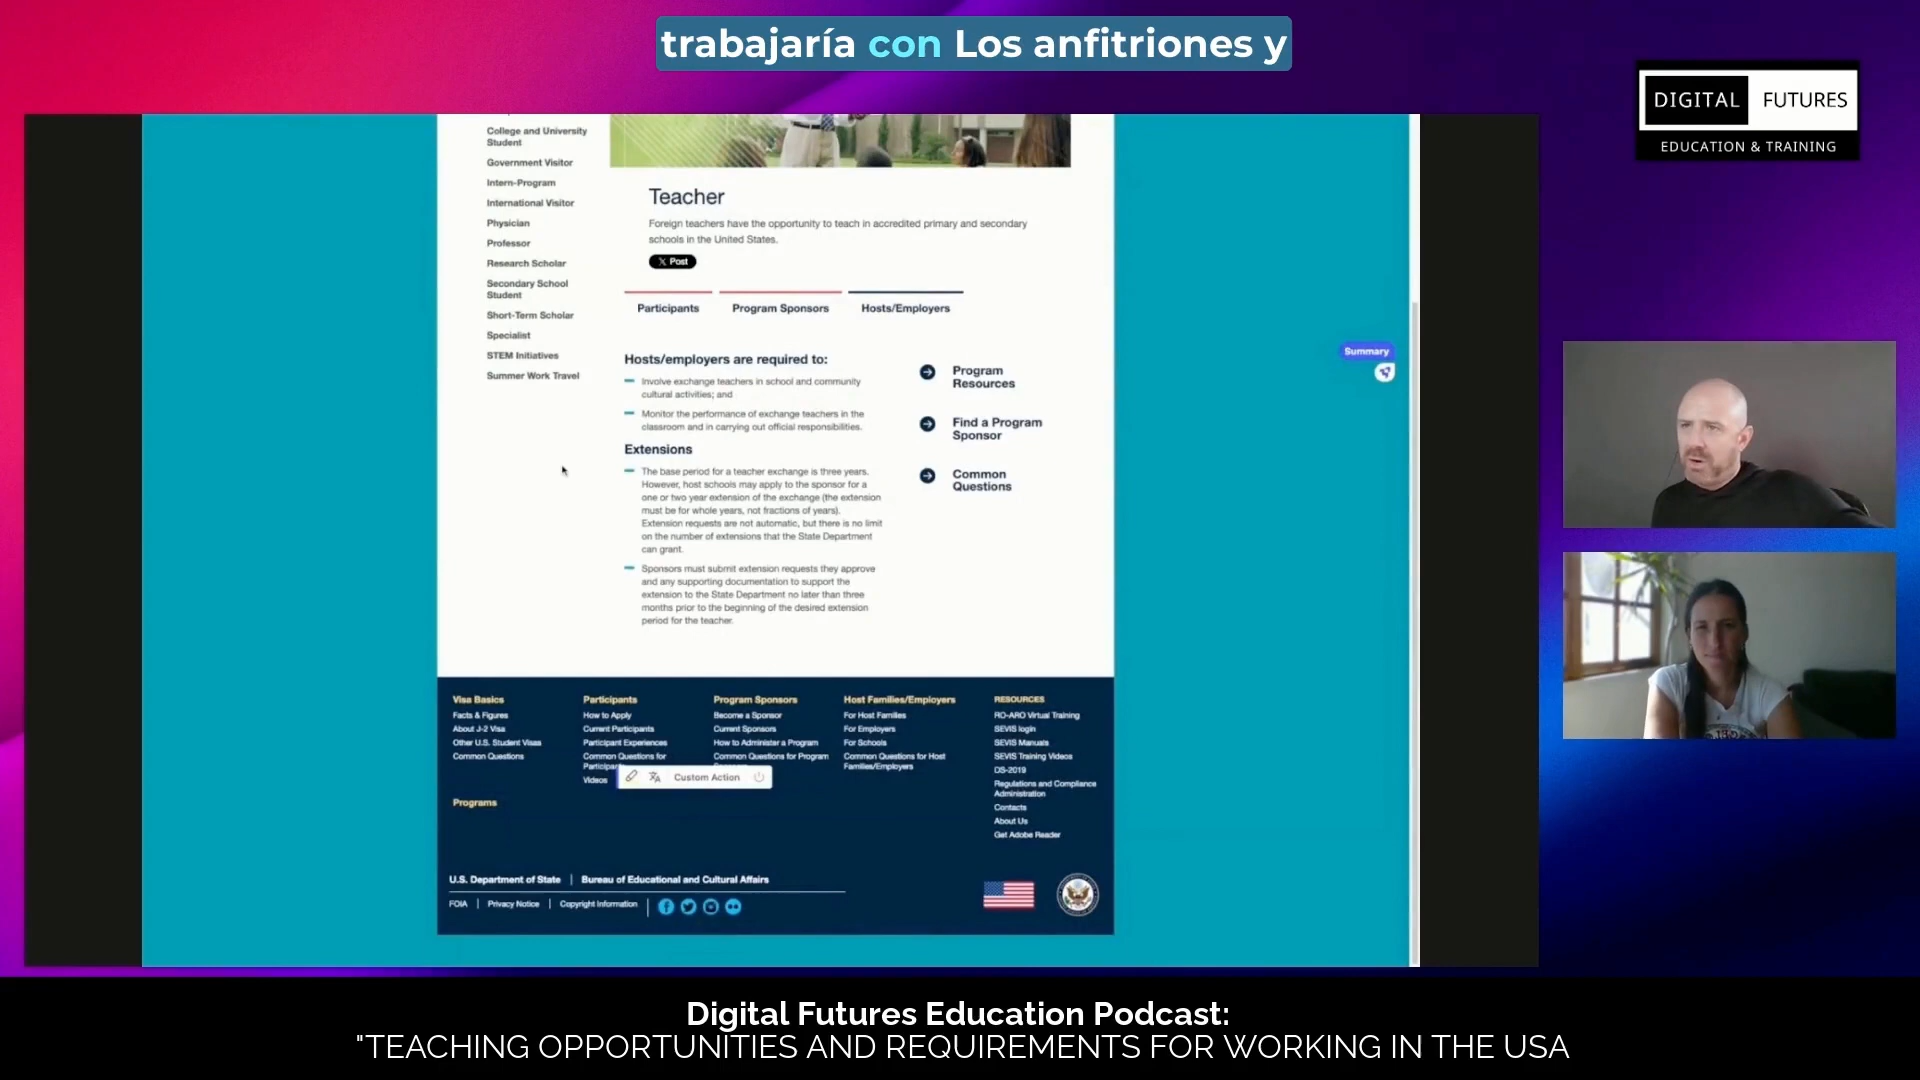 trabajaría con Los anfitriones y
DIGITAL FUTURES
EDUCATION & TRAINING
College and University
Student
Government Visitor
Intern-Program
International Visitor
Physician
Professor
Research Scholar
Secondary School
Student
Short-Term Scholar
Specialist
STEM Initiatives
Summer Work Travel
Teacher
Foreign teachers have the opportunity to teach in accredited primary and secondary
schools in the United States.
X Post
Participants
Program Sponsors
Hosts/Employers
Hosts/employers are required to:
Involve exchange teachers in school and community
cultural activities; and
Monitor the performance of exchange teachers in the
classroom and in carrying out official responsibilities.
Extensions
The base period for a teacher exchange is three years.
However, host schools may apply to the sponsor for a
one or two year extension of the exchange (the extension
must be for whole years, not fractions of years).
Extension requests are not automatic, but there is no limit
on the number of extensions that the State Department
can grant.
Sponsors must submit extension requests they approve
and any supporting documentation to support the
extension to the State Department no later than three
months prior to the beginning of the desired extension
period for the teacher.
Program
Resources
Find a Program
Sponsor
Common
Questions
Summary
Visa Basics
Facts & Figures
About J-2 Visa
Other U.S. Student Visas
Common Questions
Participants
How to Apply
Current Participants
Participant Experiences
Common Questions for
Participants
Videos
Program Sponsors
Become a Sponsor
Current Sponsors
How to Administer a Program
Common Questions for Program
Host Families/Employers
For Host Families
For Employers
For Schools
Common Questions for Host
Families/Employers
RESOURCES
RO-ARO Virtual Training
SEVIS login
SEVIS Manuals
SEVIS Training Videos
DS-2019
Regulations and Compliance
Administration
Contacts
About Us
Get Adobe Reader
Custom Action
Programs
U.S. Department of State | Bureau of Educational and Cultural Affairs
FOIA | Privacy Notice | Copyright Information
Digital Futures Education Podcast:
"TEACHING OPPORTUNITIES AND REQUIREMENTS FOR WORKING IN THE USA